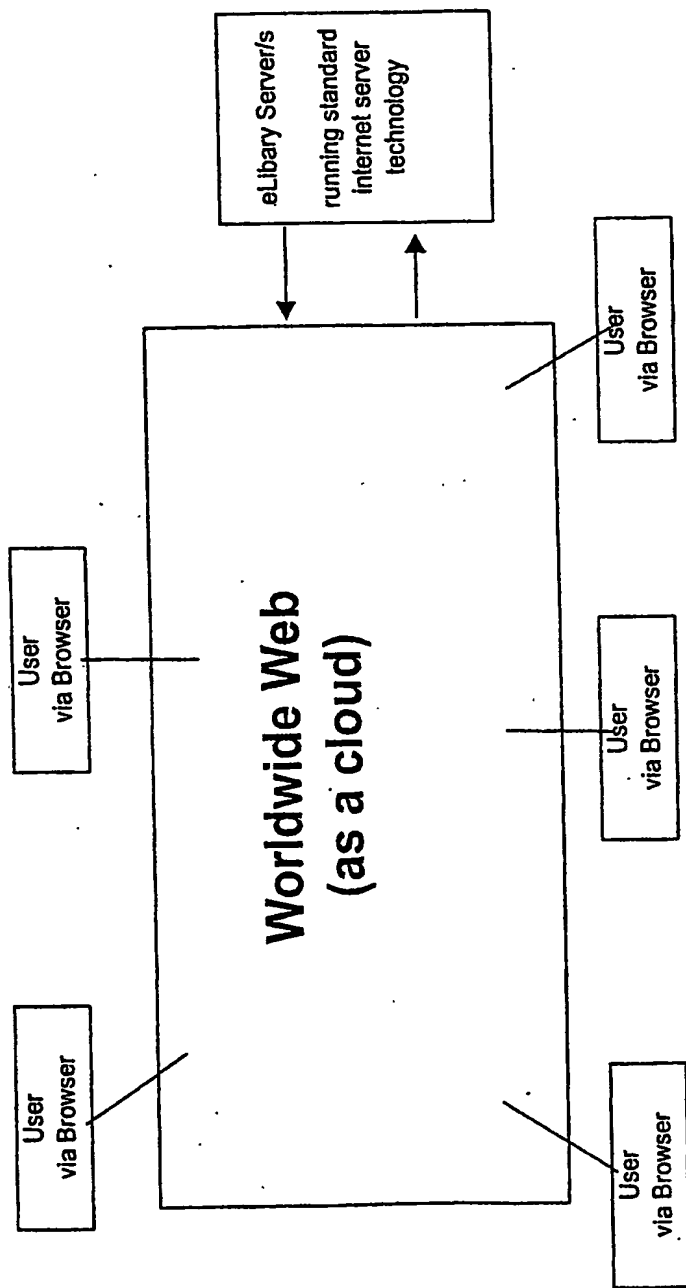 User
via Browser
User
via Browser
Worldwide Web
(as a cloud)
eLibary Server/s
running standard
internet server
technology
User
via Browser
User
via Browser
User
via Browser